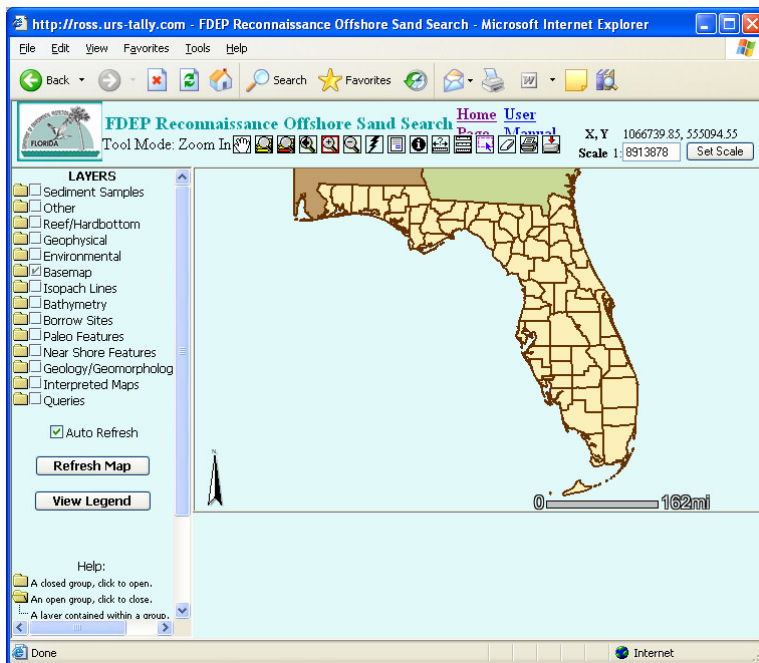 http://ross.urs-tally.com - FDEP Reconnaissance Offshore Sand Search - Microsoft Internet Explorer
File Edit View Favorites Tools Help
Back Search Favorites
FDEP Reconnaissance Offshore Sand Search Home Page User Manual
Tool Mode: Zoom In
X, Y 1066739.85, 555094.55
Scale 1: 8913878 Set Scale
FLORIDA
LAYERS
Sediment Samples
Other
Reef/Hardbottom
Geophysical
Environmental
Basemap
Isopach Lines
Bathymetry
Borrow Sites
Paleo Features
Near Shore Features
Geology/Geomorpholog
Interpreted Maps
Queries
Auto Refresh
Refresh Map
View Legend
N
0 162mi
Help:
A closed group, click to open.
An open group, click to close.
A layer contained within a group.
Done Internet